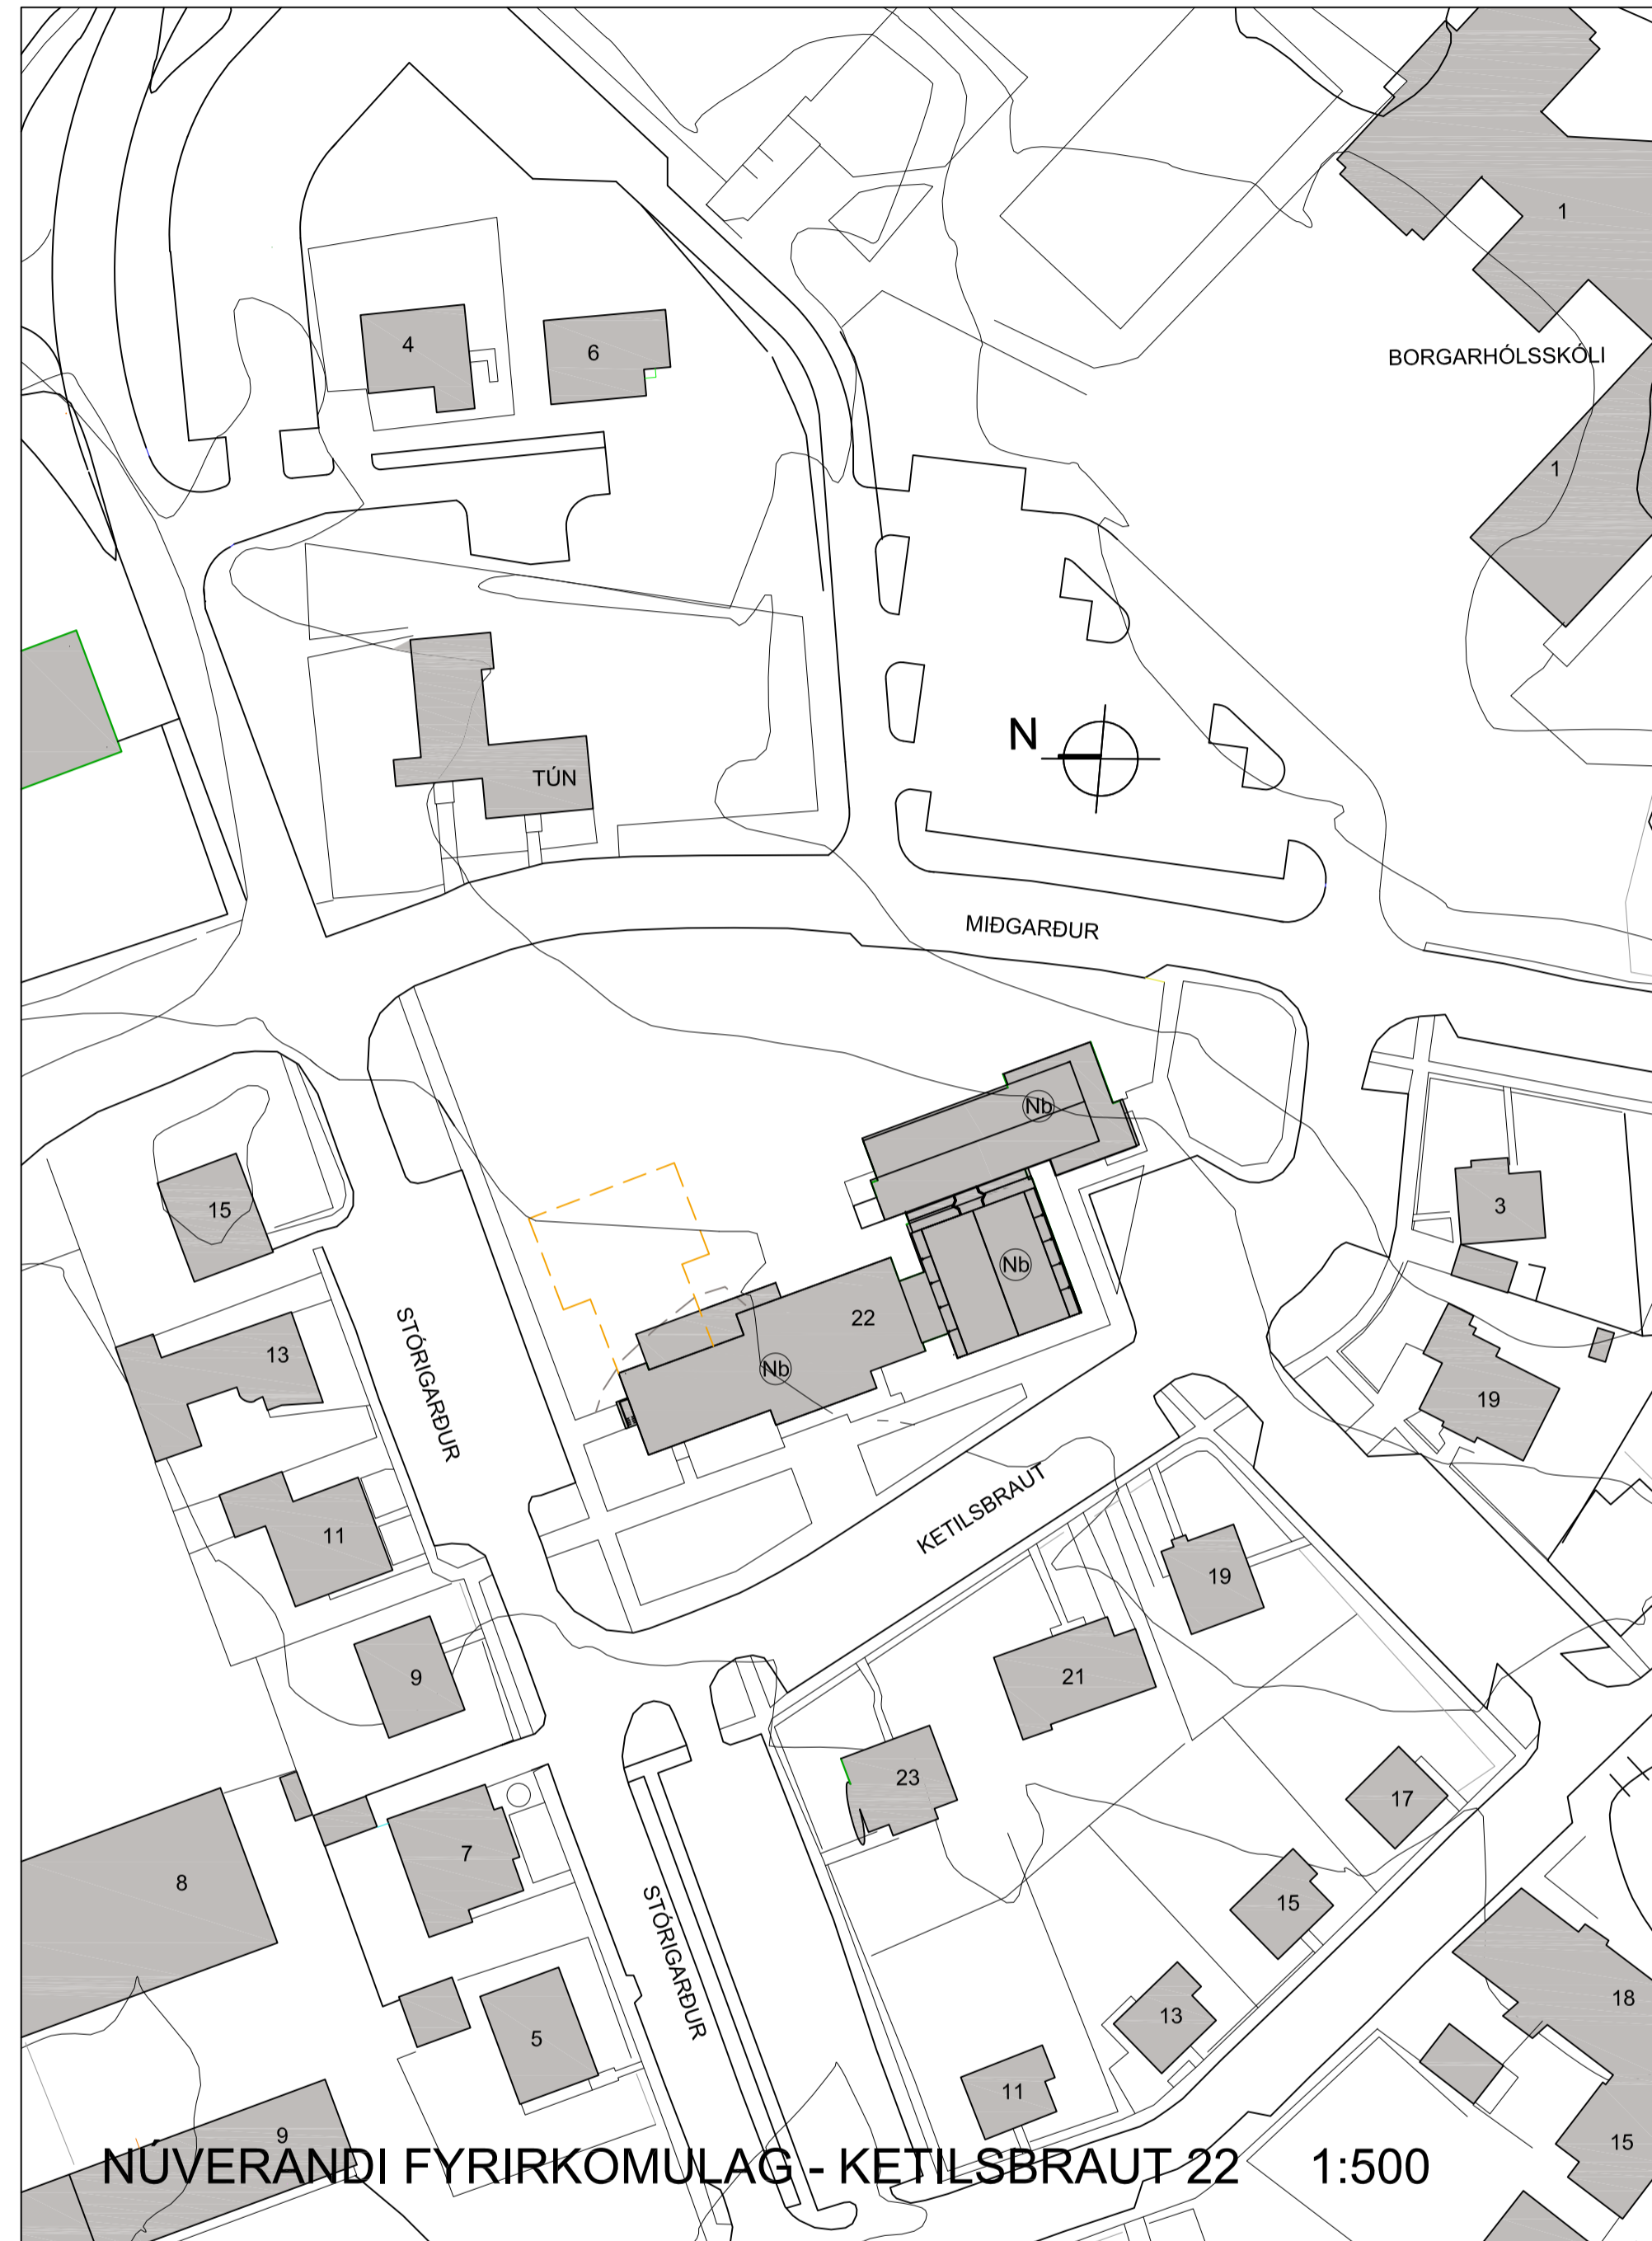 1
4
6
BORGARHÓLSSKÓLI
1
N
TÚN
MIÐGARÐUR
Nb
15
3
Nb
22
13
STÓRIGARÐUR
Nb
19
KETILSBRAUT
11
19
9
21
23
17
7
8
15
STÓRIGARÐUR
18
13
5
11
9
15
NÚVERANDI FYRIRKOMULAG - KETILSBRAUT 22 1:500